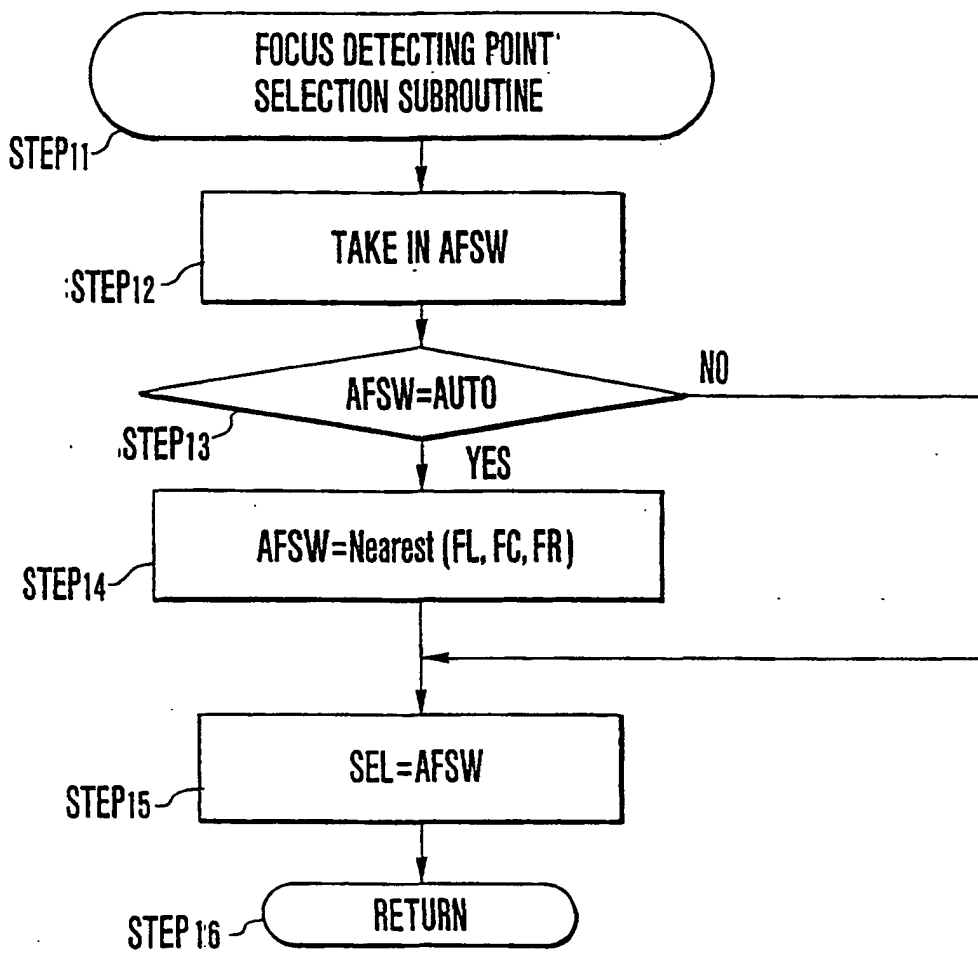 FOCUS DETECTING POINT
SELECTION SUBROUTINE
STEP11
TAKE IN AFSW
STEP12
AFSW=AUTO
NO
STEP13
YES
AFSW=Nearest (FL, FC, FR)
STEP14
SEL=AFSW
STEP15
RETURN
STEP 16